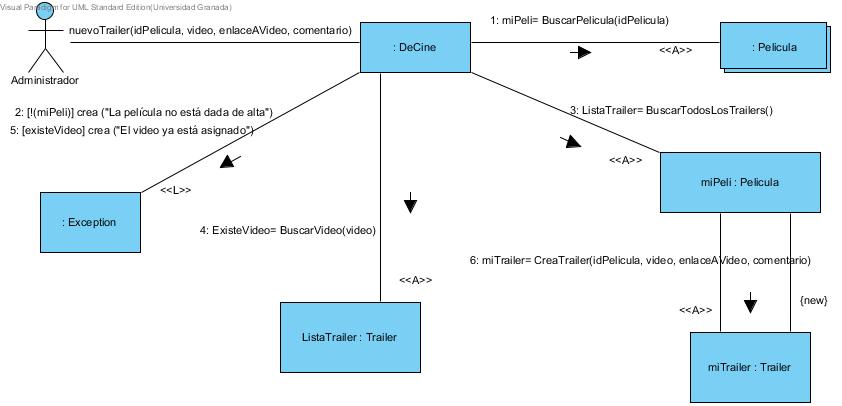 Visual Paradigm for UML Standard Edition(Universidad Granada)
nuevoTrailer(idPelicula, video, enlaceAVideo, comentario)
Administrador
: DeCine
1: miPeli= BuscarPelicula(idPelicula)
<<A>>
: Pelicula
2: [!(miPeli)] crea ("La película no está dada de alta")
5: [existeVideo] crea ("El video ya está asignado")
<<L>>
: Exception
3: ListaTrailer= BuscarTodosLosTrailers()
<<A>>
miPeli : Pelicula
4: ExisteVideo= BuscarVideo(video)
<<A>>
ListaTrailer : Trailer
6: miTrailer= CreaTrailer(idPelicula, video, enlaceAVideo, comentario)
<<A>>
{new}
miTrailer : Trailer